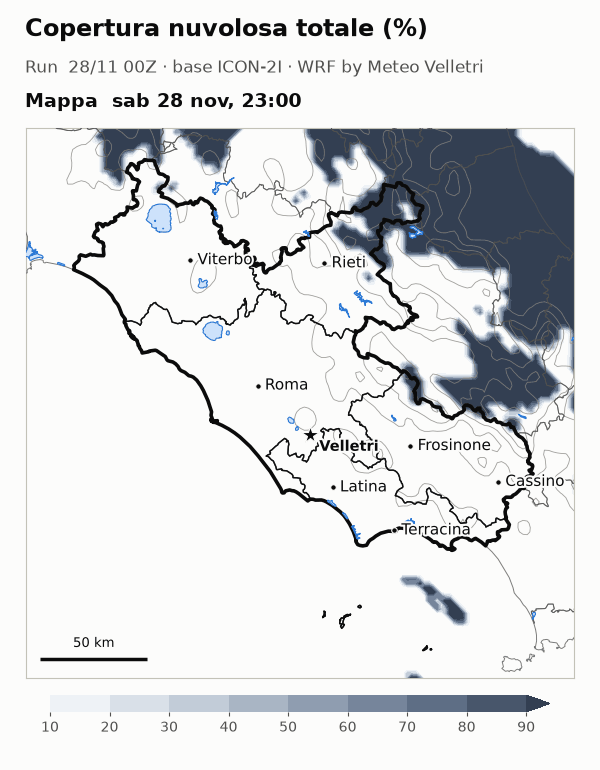 Copertura nuvolosa totale (%)
Run  28/11 00Z · base ICON-2I · WRF by Meteo Velletri
Mappa  sab 28 nov, 23:00
Viterbo
Rieti
Roma
Velletri
Frosinone
Cassino
Latina
Terracina
50 km
10 20 30 40 50 60 70 80 90